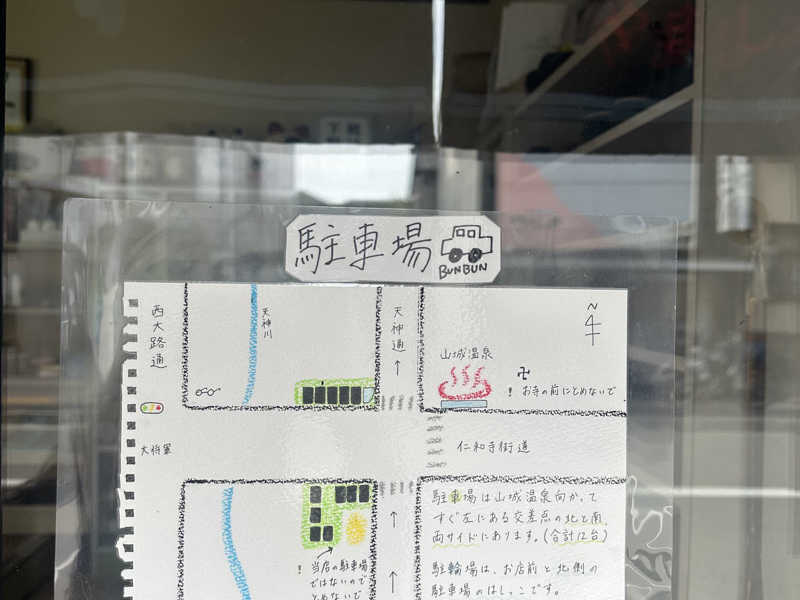 駐車場
BUNBUN
西大路通
天神川
天神通
N
山城温泉
卍
! お寺の前にとめないで
大将軍
仁和寺街道
駐車場は山城温泉向かって
すぐ左にある交差点の北と南、
両サイドにあります。(合計12台)
! 当店の駐車場
ではないので
とめないで
駐輪場は、お店前と北側の
駐車場のはしっこです。